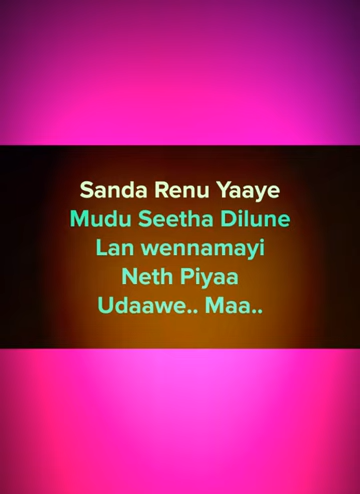 Sanda Renu Yaaye
Mudu Seetha Dilune
Lan wennamayi
Neth Piyaa
Udaawe.. Maa..